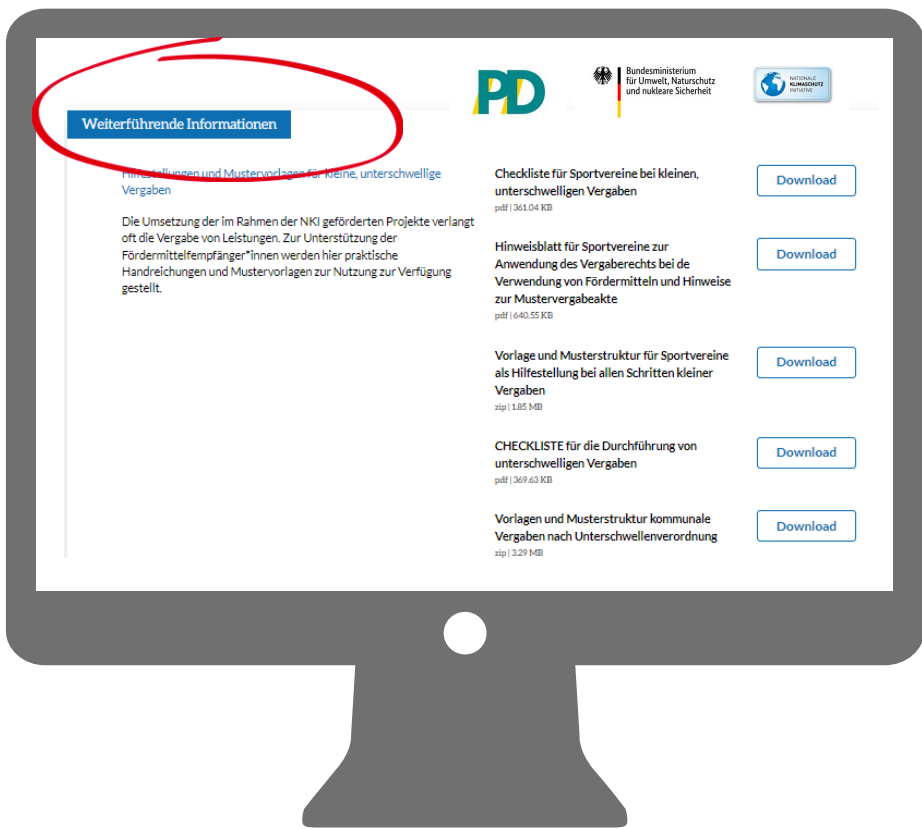 PD
Bundesministerium
für Umwelt, Naturschutz
und nukleare Sicherheit
NATIONALE
KLIMASCHUTZ
INITIATIVE
Weiterführende Informationen
Hilfestellungen und Mustervorlagen für kleine, unterschwellige
Vergaben
Die Umsetzung der im Rahmen der NKI geförderten Projekte verlangt
oft die Vergabe von Leistungen. Zur Unterstützung der
Fördermittelempfänger*innen werden hier praktische
Handreichungen und Mustervorlagen zur Nutzung zur Verfügung
gestellt.
Checkliste für Sportvereine bei kleinen,
unterschwelligen Vergaben
pdf | 361.04 KB
Download
Hinweisblatt für Sportvereine zur
Anwendung des Vergaberechts bei de
Verwendung von Fördermitteln und Hinweise
zur Mustervergabeakte
pdf | 640.55 KB
Download
Vorlage und Musterstruktur für Sportvereine
als Hilfestellung bei allen Schritten kleiner
Vergaben
zip | 1.85 MB
Download
CHECKLISTE für die Durchführung von
unterschwelligen Vergaben
pdf | 369.63 KB
Download
Vorlagen und Musterstruktur kommunale
Vergaben nach Unterschwellenverordnung
zip | 3.29 MB
Download